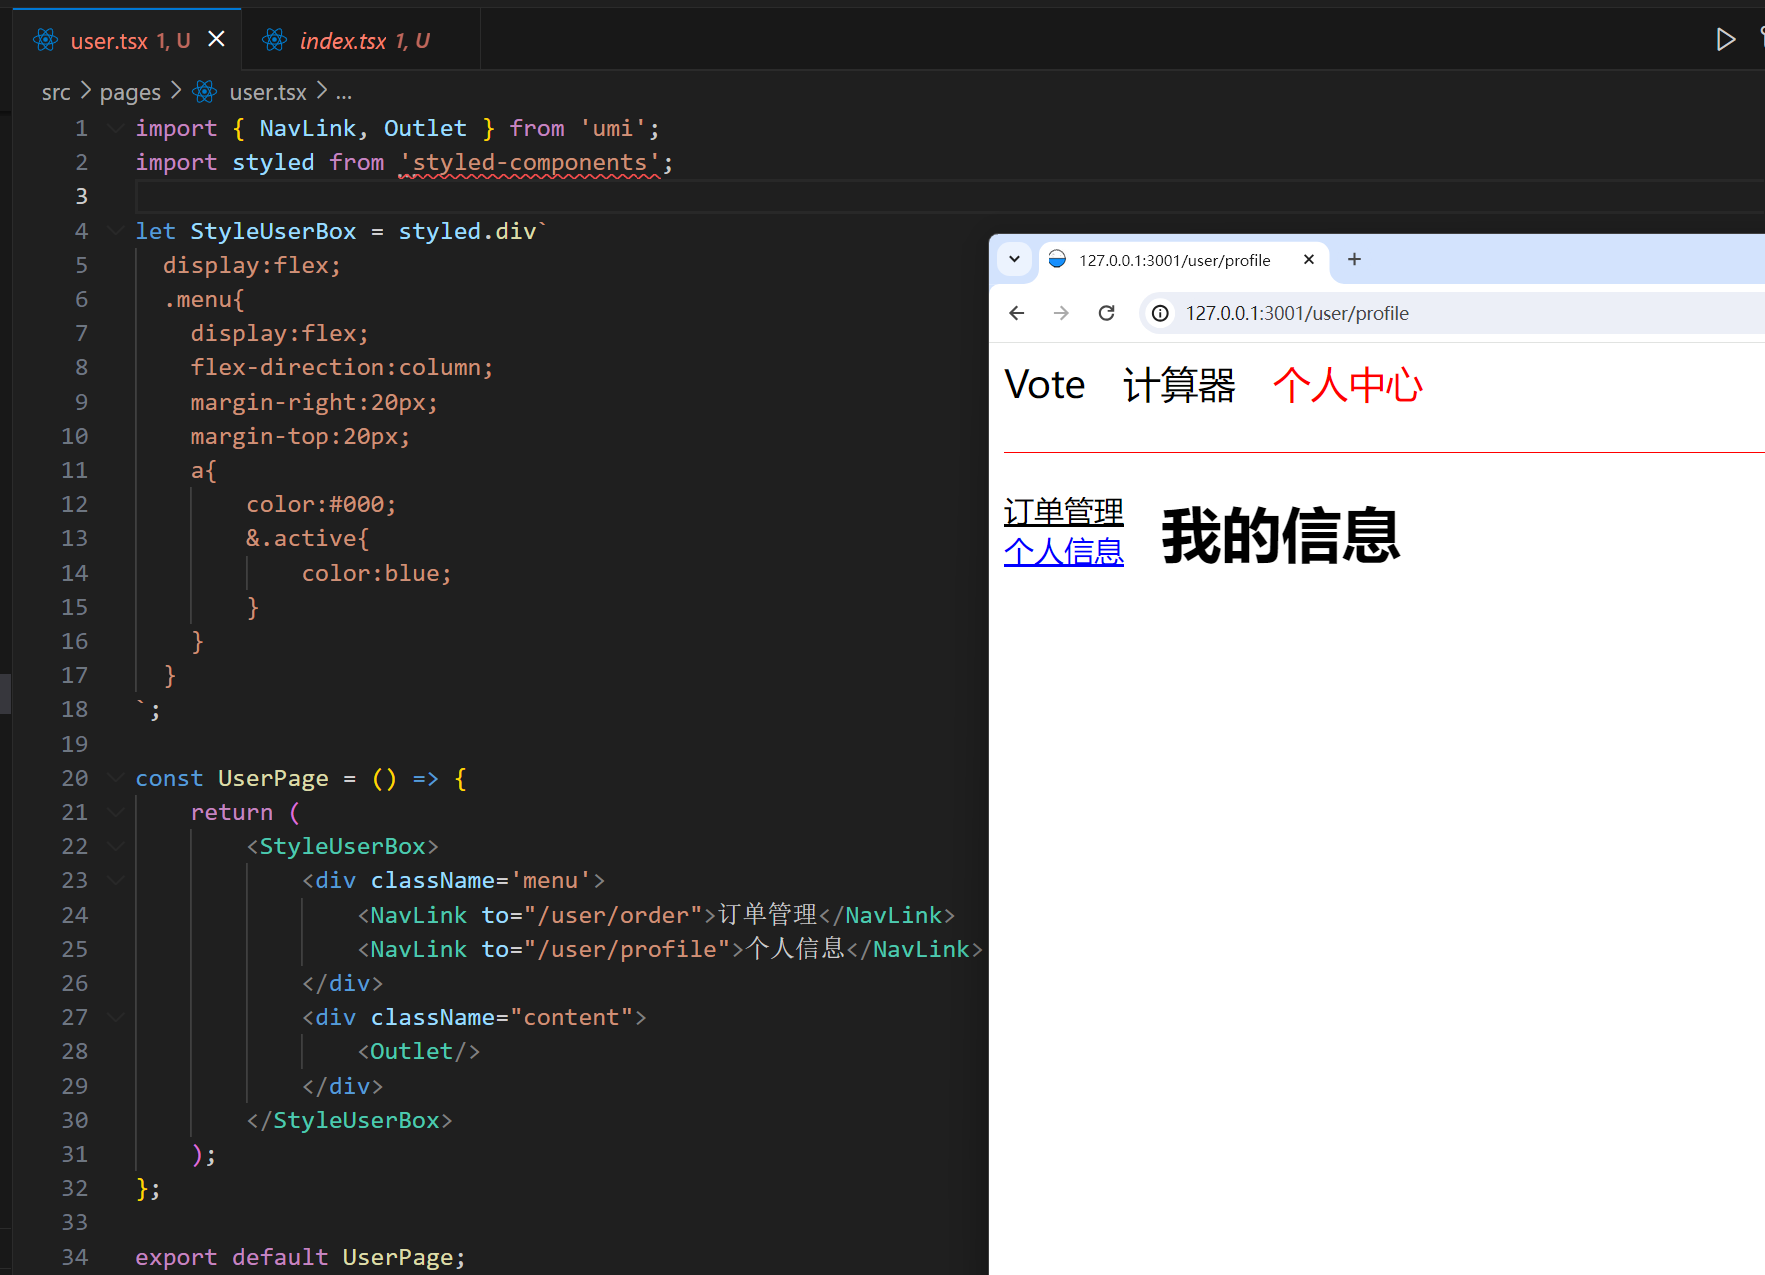 user.tsx 1, U
index.tsx 1, U
src > pages > user.tsx > ...
1 import { NavLink, Outlet } from 'umi';
2 import styled from 'styled-components';
3
4 let StyleUserBox = styled.div`
5 display:flex;
6 .menu{
7 display:flex;
8 flex-direction:column;
9 margin-right:20px;
10 margin-top:20px;
11 a{
12 color:#000;
13 &.active{
14 color:blue;
15 }
16 }
17 }
18 `;
19
20 const UserPage = () => {
21 return (
22 <StyleUserBox>
23 <div className='menu'>
24 <NavLink to="/user/order">订单管理</NavLink>
25 <NavLink to="/user/profile">个人信息</NavLink>
26 </div>
27 <div className="content">
28 <Outlet/>
29 </div>
30 </StyleUserBox>
31 );
32 };
33
34 export default UserPage;
127.0.0.1:3001/user/profile
127.0.0.1:3001/user/profile
Vote 计算器 个人中心
订单管理
个人信息
我的信息